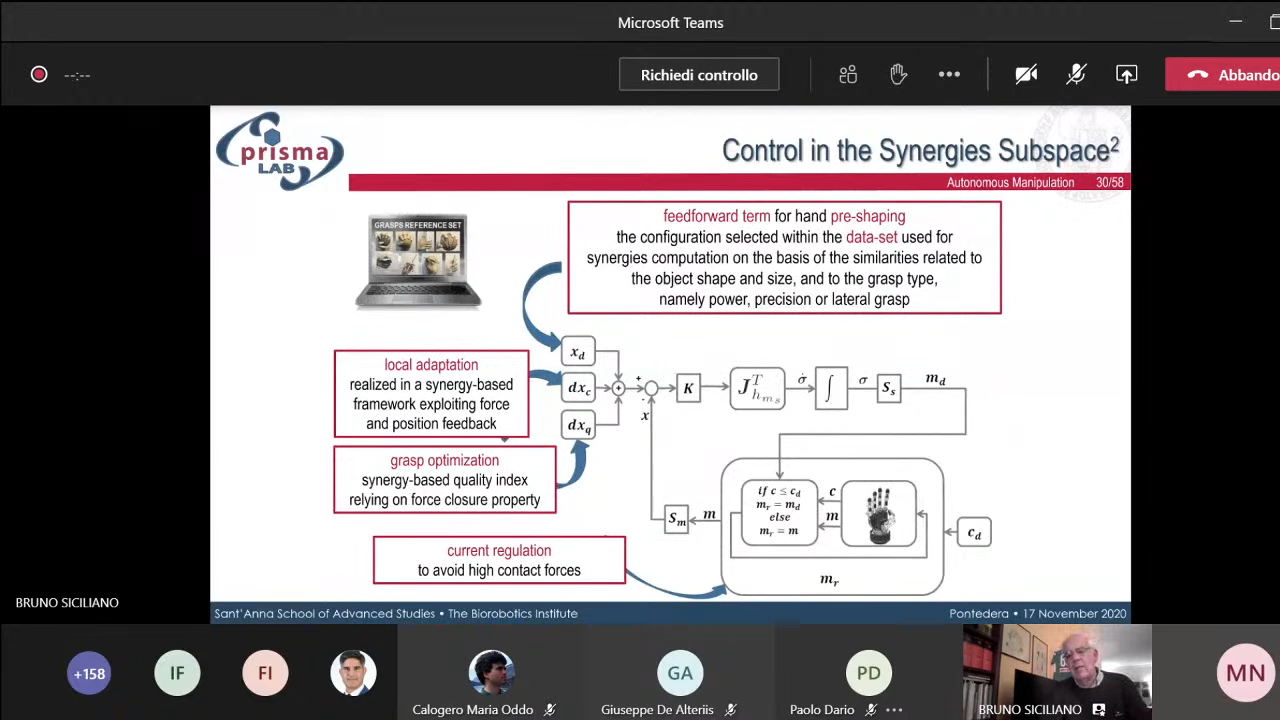 Microsoft Teams
--:--
Richiedi controllo
Abbando
prisma
LAB
Control in the Synergies Subspace²
Autonomous Manipulation 30/58
GRASPS REFERENCE SET
feedforward term for hand pre-shaping
the configuration selected within the data-set used for
synergies computation on the basis of the similarities related to
the object shape and size, and to the grasp type,
namely power, precision or lateral grasp
local adaptation
realized in a synergy-based
framework exploiting force
and position feedback
grasp optimization
synergy-based quality index
relying on force closure property
current regulation
to avoid high contact forces
x_d
dx_c
dx_q
+
+
-
x
K
J^T_{h_{m_s}}
σ̇
∫
σ
S_s
m_d
if c ≤ c_d
m_r = m_d
else
m_r = m
c
m
S_m
m
c_d
m_r
BRUNO SICILIANO
Sant'Anna School of Advanced Studies • The Biorobotics Institute
Pontedera • 17 November 2020
+158
IF
FI
Calogero Maria Oddo
GA
Giuseppe De Alteriis
PD
Paolo Dario
BRUNO SICILIANO
MN